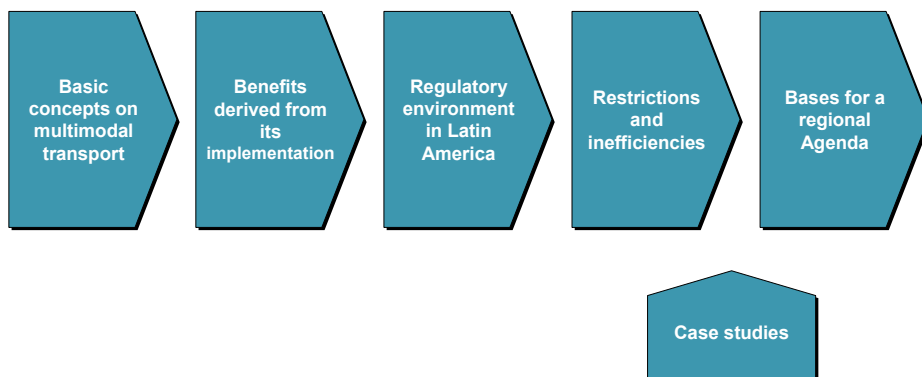 Basic
concepts on
multimodal
transport
Benefits
derived from
its
implementation
Regulatory
environment
in Latin
America
Restrictions
and
inefficiencies
Bases for a
regional
Agenda
Case studies